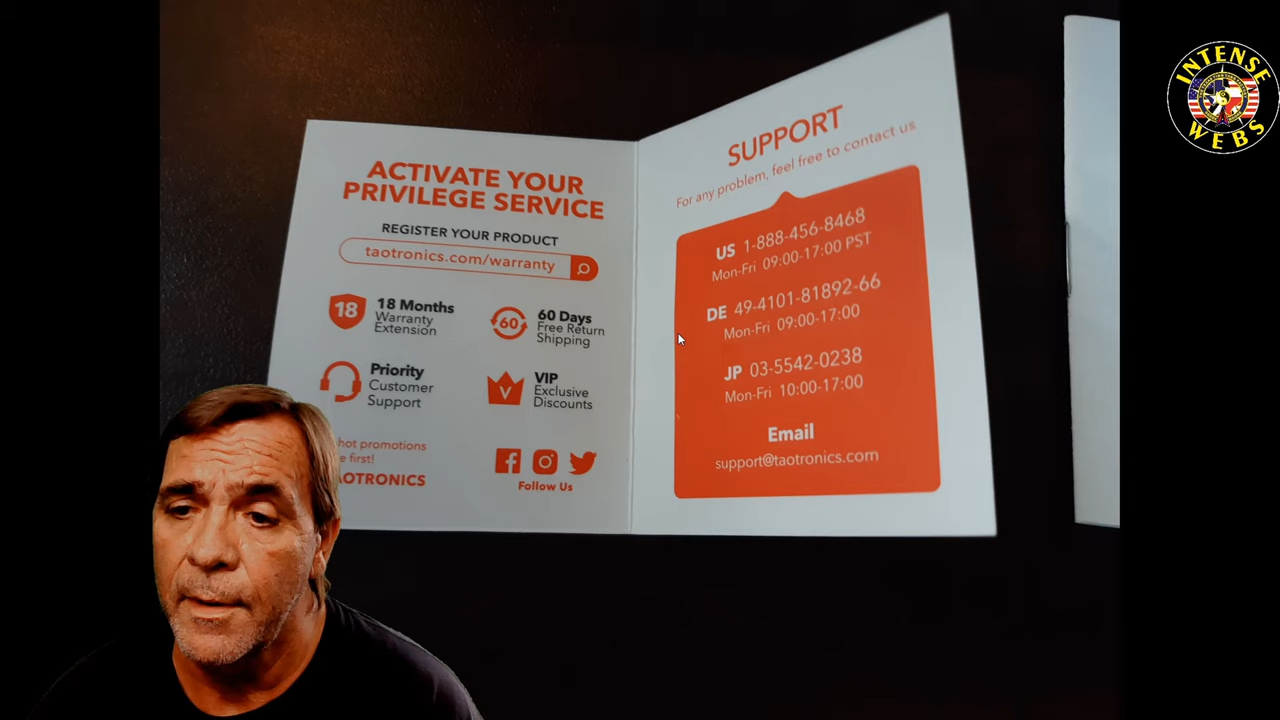 ACTIVATE YOUR
PRIVILEGE SERVICE
REGISTER YOUR PRODUCT
taotronics.com/warranty
18
18 Months
Warranty
Extension
60
60 Days
Free Return
Shipping
Priority
Customer
Support
V
VIP
Exclusive
Discounts
hot promotions
first!
AOTRONICS
Follow Us
SUPPORT
For any problem, feel free to contact us
US 1-888-456-8468
Mon-Fri 09:00-17:00 PST
DE 49-4101-81892-66
Mon-Fri 09:00-17:00
JP 03-5542-0238
Mon-Fri 10:00-17:00
Email
support@taotronics.com
INTENSE
WEBS